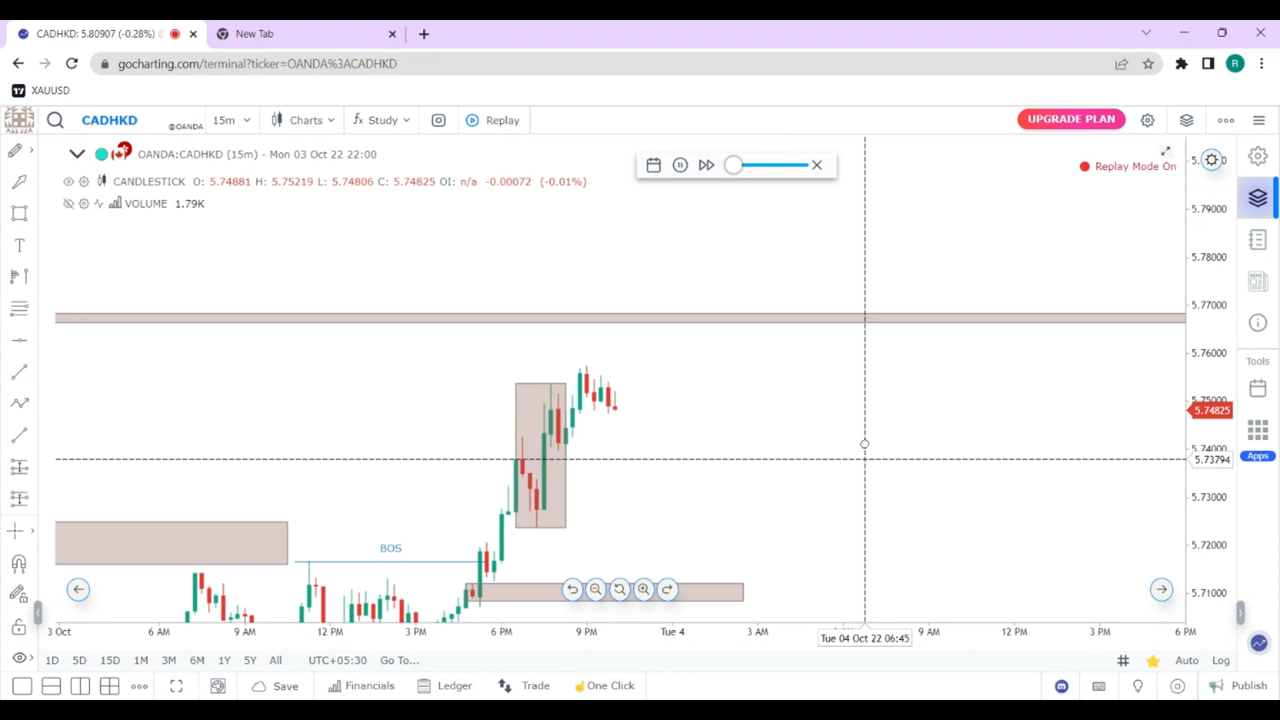 CADHKD: 5.80907 (-0.28%)
New Tab
gocharting.com/terminal?ticker=OANDA%3ACADHKD
R
XAUUSD
CADHKD @OANDA 15m Charts Study Replay UPGRADE PLAN
OANDA:CADHKD (15m) - Mon 03 Oct 22 22:00
Replay Mode On
CANDLESTICK O: 5.74881 H: 5.75219 L: 5.74806 C: 5.74825 OI: n/a -0.00072 (-0.01%)
VOLUME 1.79K
5.79000
5.78000
5.77000
5.76000
5.74825
5.74000
5.73794
5.73000
5.72000
5.71000
BOS
NEWS
Tools
Apps
3 Oct 6 AM 9 AM 12 PM 3 PM 6 PM 9 PM Tue 4 3 AM 9 AM 12 PM 3 PM 6 PM
Tue 04 Oct 22 06:45
1D 5D 15D 1M 3M 6M 1Y 5Y All UTC+05:30 Go To... Auto Log
Save Financials Ledger Trade One Click Publish